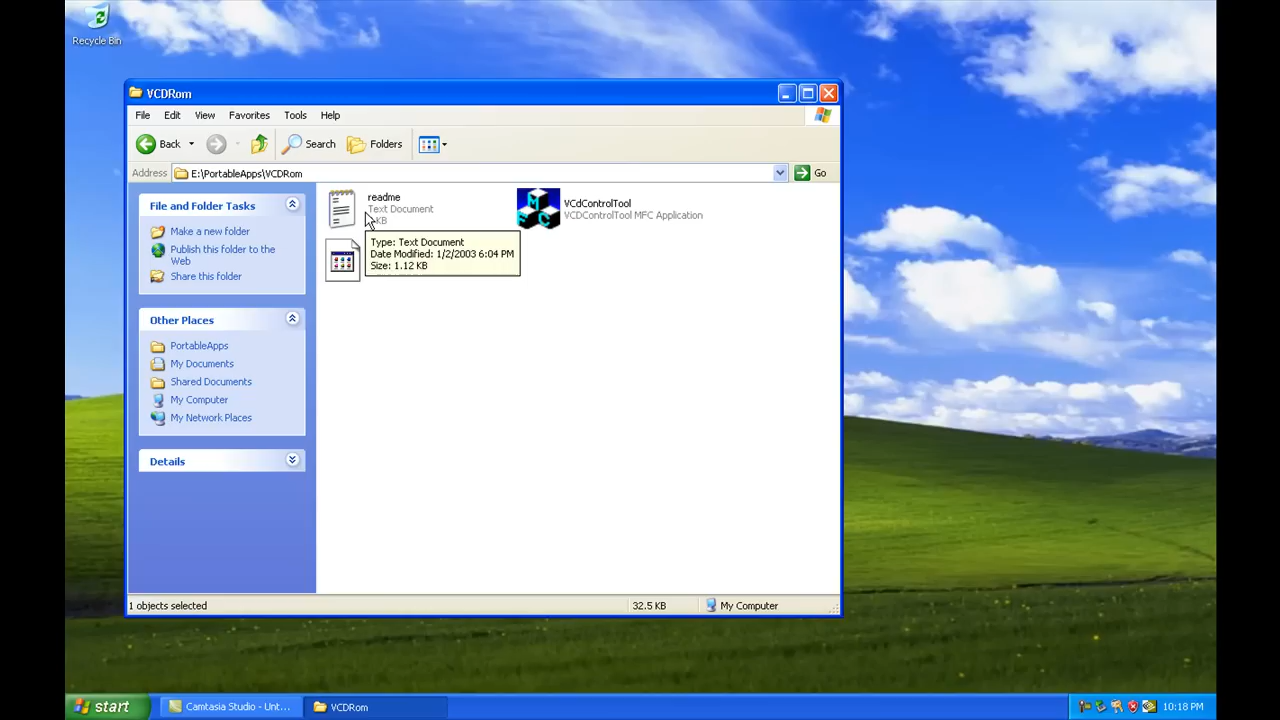 Recycle Bin
VCDRom
File Edit View Favorites Tools Help
Back Search Folders
Address E:\PortableApps\VCDRom Go
File and Folder Tasks
Make a new folder
Publish this folder to the
Web
Share this folder
Other Places
PortableApps
My Documents
Shared Documents
My Computer
My Network Places
Details
readme
Text Document
KB
VCdControlTool
VCDControlTool MFC Application
Type: Text Document
Date Modified: 1/2/2003 6:04 PM
Size: 1.12 KB
1 objects selected 32.5 KB My Computer
start Camtasia Studio - Unt... VCDRom 10:18 PM